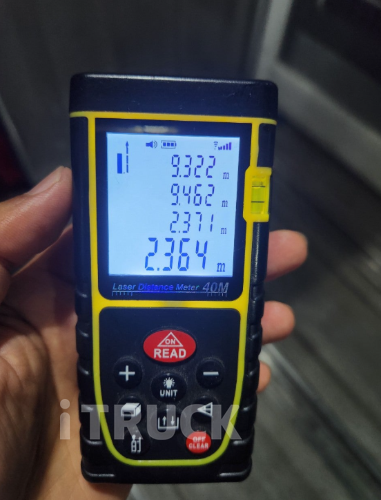 9.322 m
9.462 m
2.371 m
2.364 m
Laser Distance Meter 40M
ON
READ
+ −
UNIT
OFF
CLEAR
iTRUCK